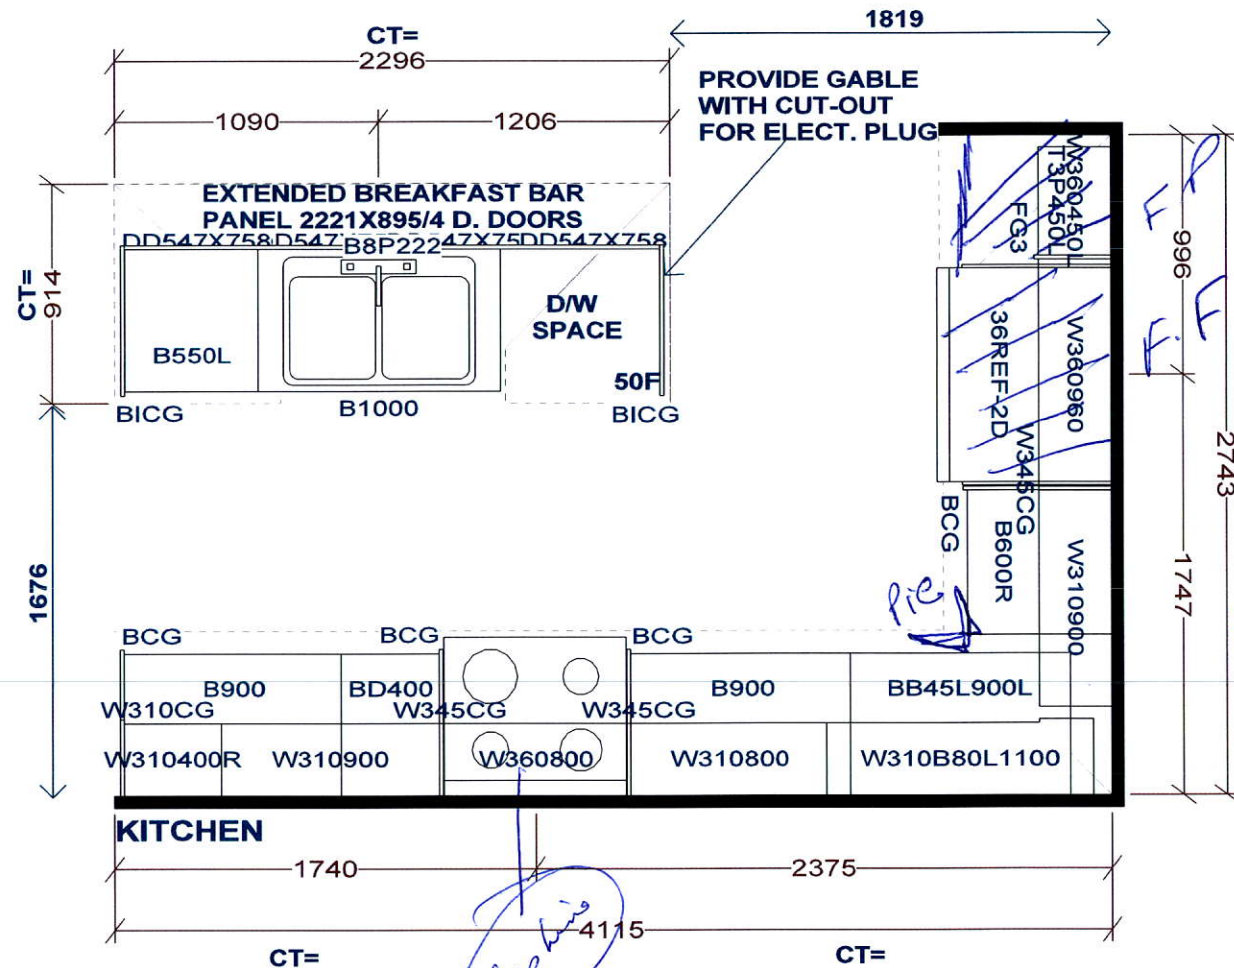 1819
CT=
2296
PROVIDE GABLE
WITH CUT-OUT
FOR ELECT. PLUG
1090
1206
EXTENDED BREAKFAST BAR
PANEL 2221X895/4 D. DOORS
DD547X758
DD547X758
B8P222
CT=
914
B550L
D/W
SPACE
50F
BICG
B1000
BICG
W360450L
T3P450L
FG3
F P
996
F. F
36REF-2D
W360960
W345CG
2743
BCG
B600R
W310900
1747
Pie
1676
BCG
BCG
BCG
B900
BD400
B900
BB45L900L
W310CG
W345CG
W345CG
W310400R
W310900
W360800
W310800
W310B80L1100
KITCHEN
1740
2375
4115
CT=
CT=